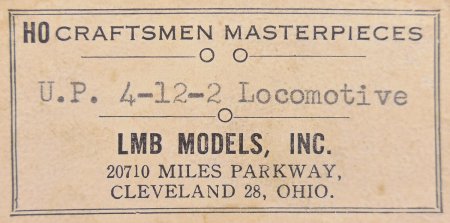 HO CRAFTSMEN MASTERPIECES
U.P. 4-12-2 Locomotive
LMB MODELS, INC.
20710 MILES PARKWAY,
CLEVELAND 28, OHIO.